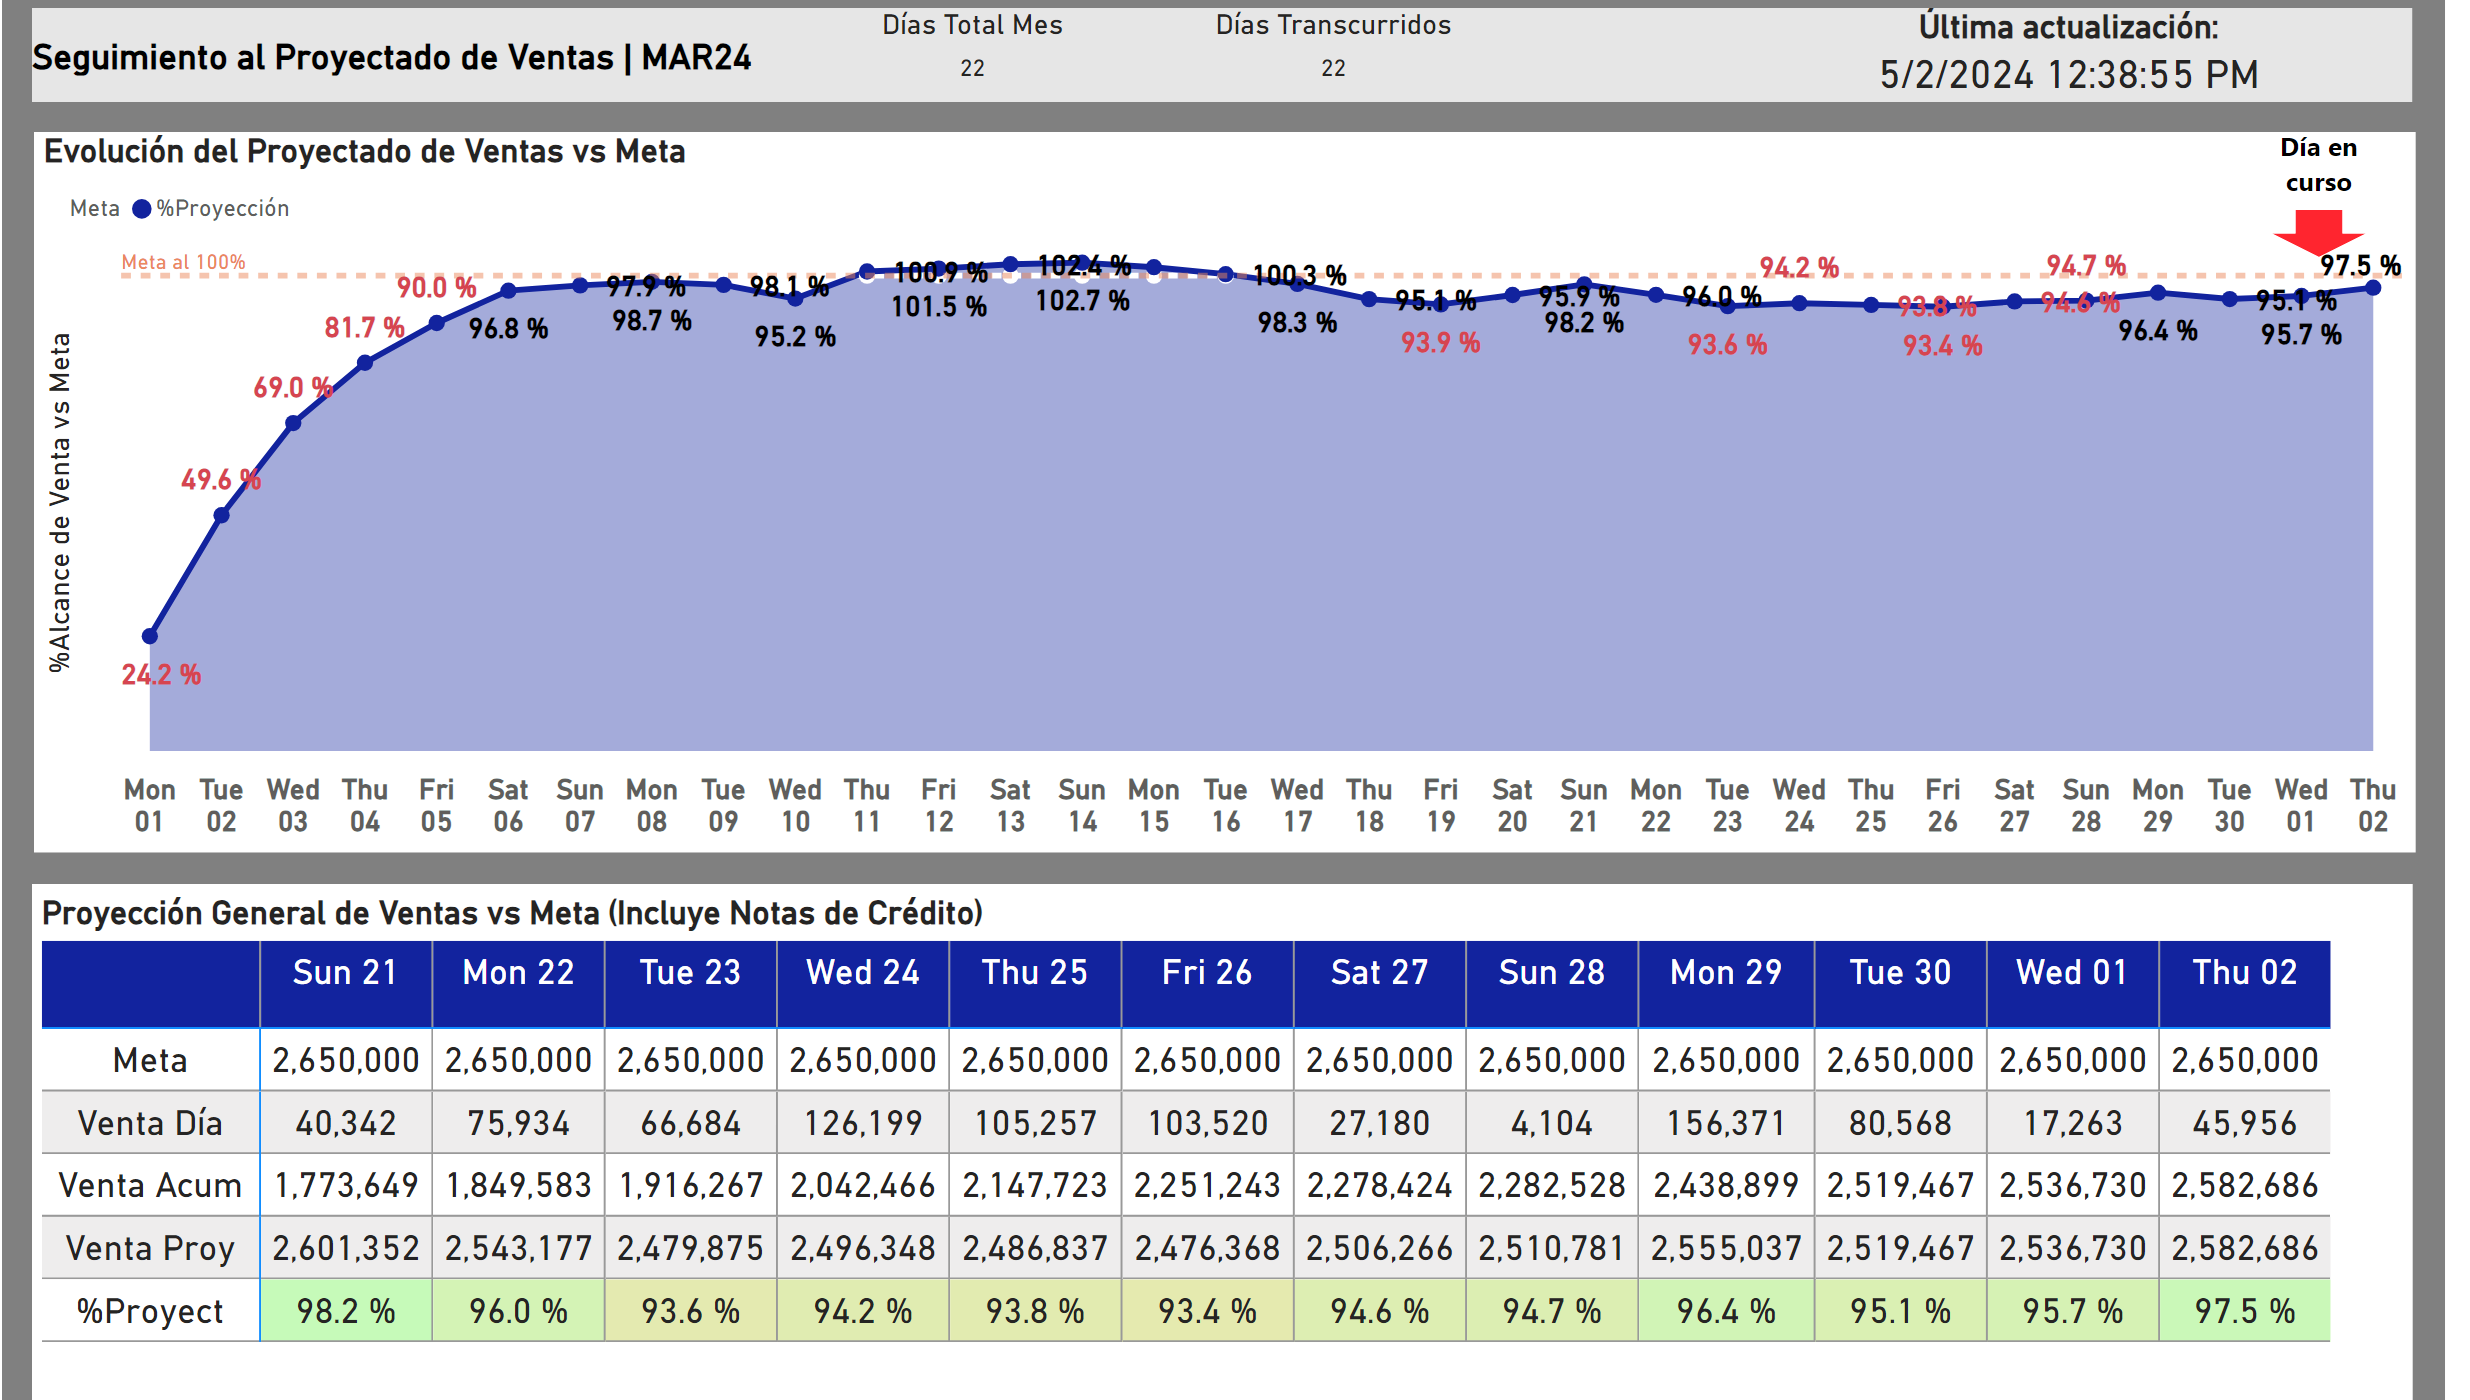 Seguimiento al Proyectado de Ventas | MAR24
Días Total Mes
22
Días Transcurridos
22
Última actualización:
5/2/2024 12:38:55 PM
Evolución del Proyectado de Ventas vs Meta
Día en
curso
Meta %Proyección
Meta al 100%
%Alcance de Venta vs Meta
24.2 %
49.6 %
69.0 %
81.7 %
90.0 %
96.8 %
97.9 %
98.7 %
98.1 %
95.2 %
100.9 %
101.5 %
102.4 %
102.7 %
100.3 %
98.3 %
95.1 %
93.9 %
95.9 %
98.2 %
96.0 %
93.6 %
94.2 %
93.8 %
93.4 %
94.6 %
94.7 %
96.4 %
95.1 %
95.7 %
97.5 %
Mon Tue Wed Thu Fri Sat Sun Mon Tue Wed Thu Fri Sat Sun Mon Tue Wed Thu Fri Sat Sun Mon Tue Wed Thu Fri Sat Sun Mon Tue Wed Thu
01 02 03 04 05 06 07 08 09 10 11 12 13 14 15 16 17 18 19 20 21 22 23 24 25 26 27 28 29 30 01 02
Proyección General de Ventas vs Meta (Incluye Notas de Crédito)
Sun 21 Mon 22 Tue 23 Wed 24 Thu 25 Fri 26 Sat 27 Sun 28 Mon 29 Tue 30 Wed 01 Thu 02
Meta 2,650,000 2,650,000 2,650,000 2,650,000 2,650,000 2,650,000 2,650,000 2,650,000 2,650,000 2,650,000 2,650,000 2,650,000
Venta Día 40,342 75,934 66,684 126,199 105,257 103,520 27,180 4,104 156,371 80,568 17,263 45,956
Venta Acum 1,773,649 1,849,583 1,916,267 2,042,466 2,147,723 2,251,243 2,278,424 2,282,528 2,438,899 2,519,467 2,536,730 2,582,686
Venta Proy 2,601,352 2,543,177 2,479,875 2,496,348 2,486,837 2,476,368 2,506,266 2,510,781 2,555,037 2,519,467 2,536,730 2,582,686
%Proyect 98.2 % 96.0 % 93.6 % 94.2 % 93.8 % 93.4 % 94.6 % 94.7 % 96.4 % 95.1 % 95.7 % 97.5 %